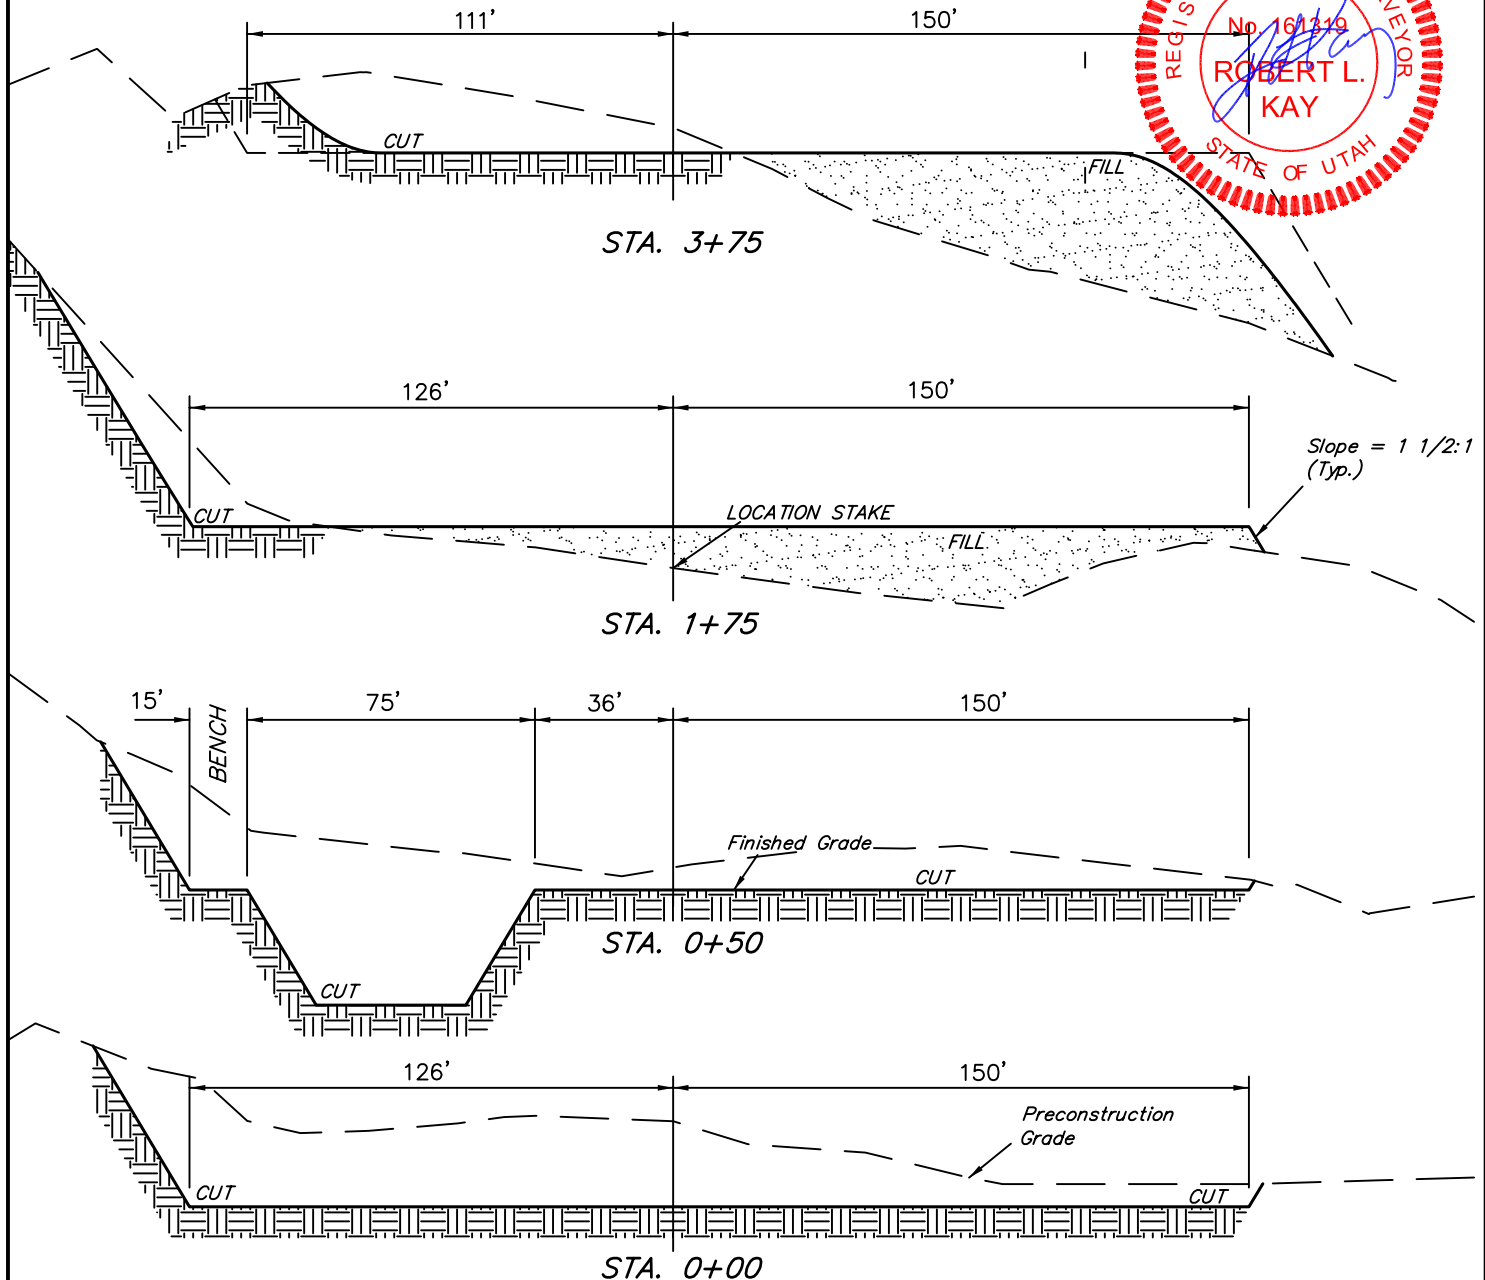 111' 150'
No. 161319
ROBERT L.
KAY
STATE OF UTAH
CUT
FILL
STA. 3+75
126' 150'
Slope = 1 1/2:1
(Typ.)
CUT
LOCATION STAKE
FILL
STA. 1+75
15' BENCH 75' 36' 150'
Finished Grade
CUT
STA. 0+50
CUT
126' 150'
Preconstruction
Grade
CUT CUT
STA. 0+00